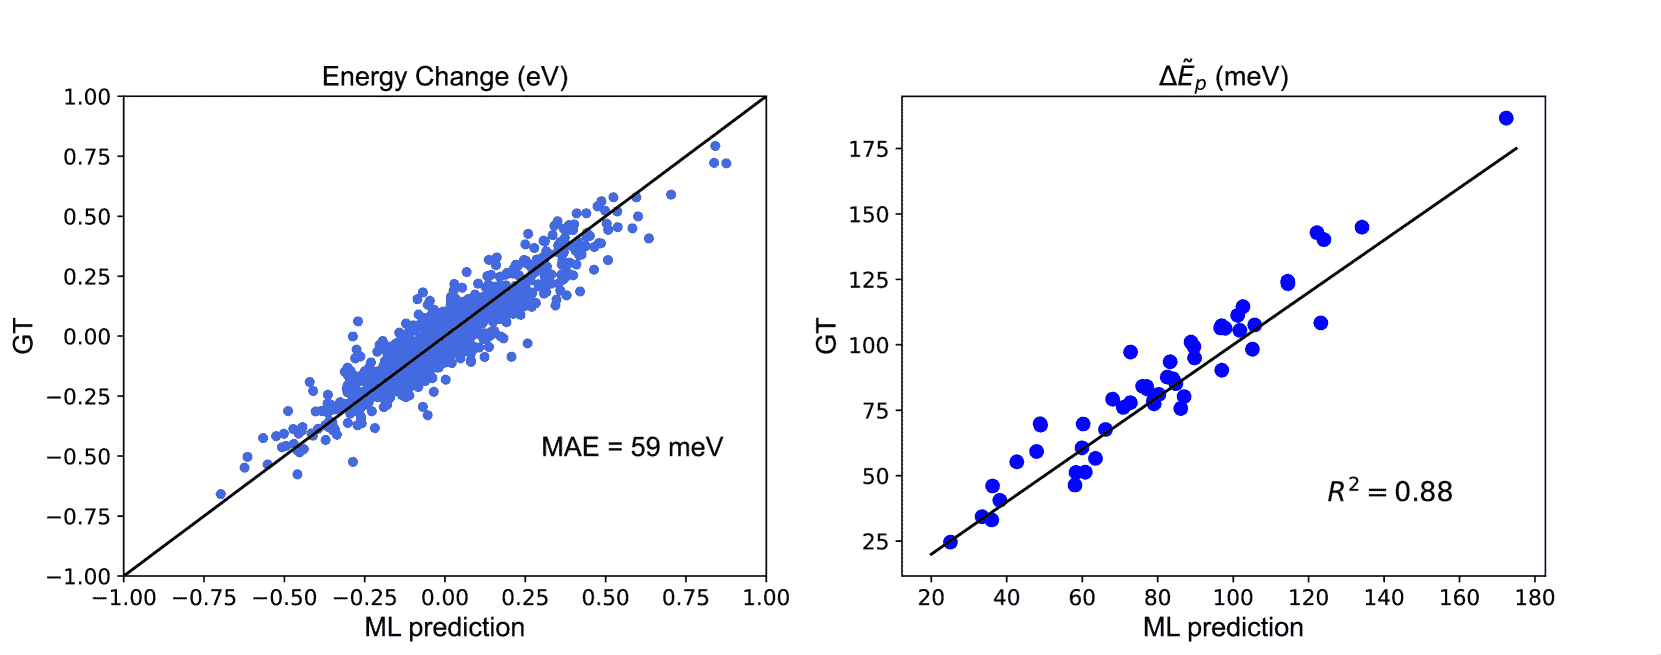 Energy Change (eV)
1.00
0.75
0.50
0.25
0.00
−0.25
−0.50
−0.75
−1.00
GT
MAE = 59 meV
−1.00 −0.75 −0.50 −0.25 0.00 0.25 0.50 0.75 1.00
ML prediction
ΔẼₚ (meV)
175
150
125
100
75
50
25
GT
R² = 0.88
20 40 60 80 100 120 140 160 180
ML prediction